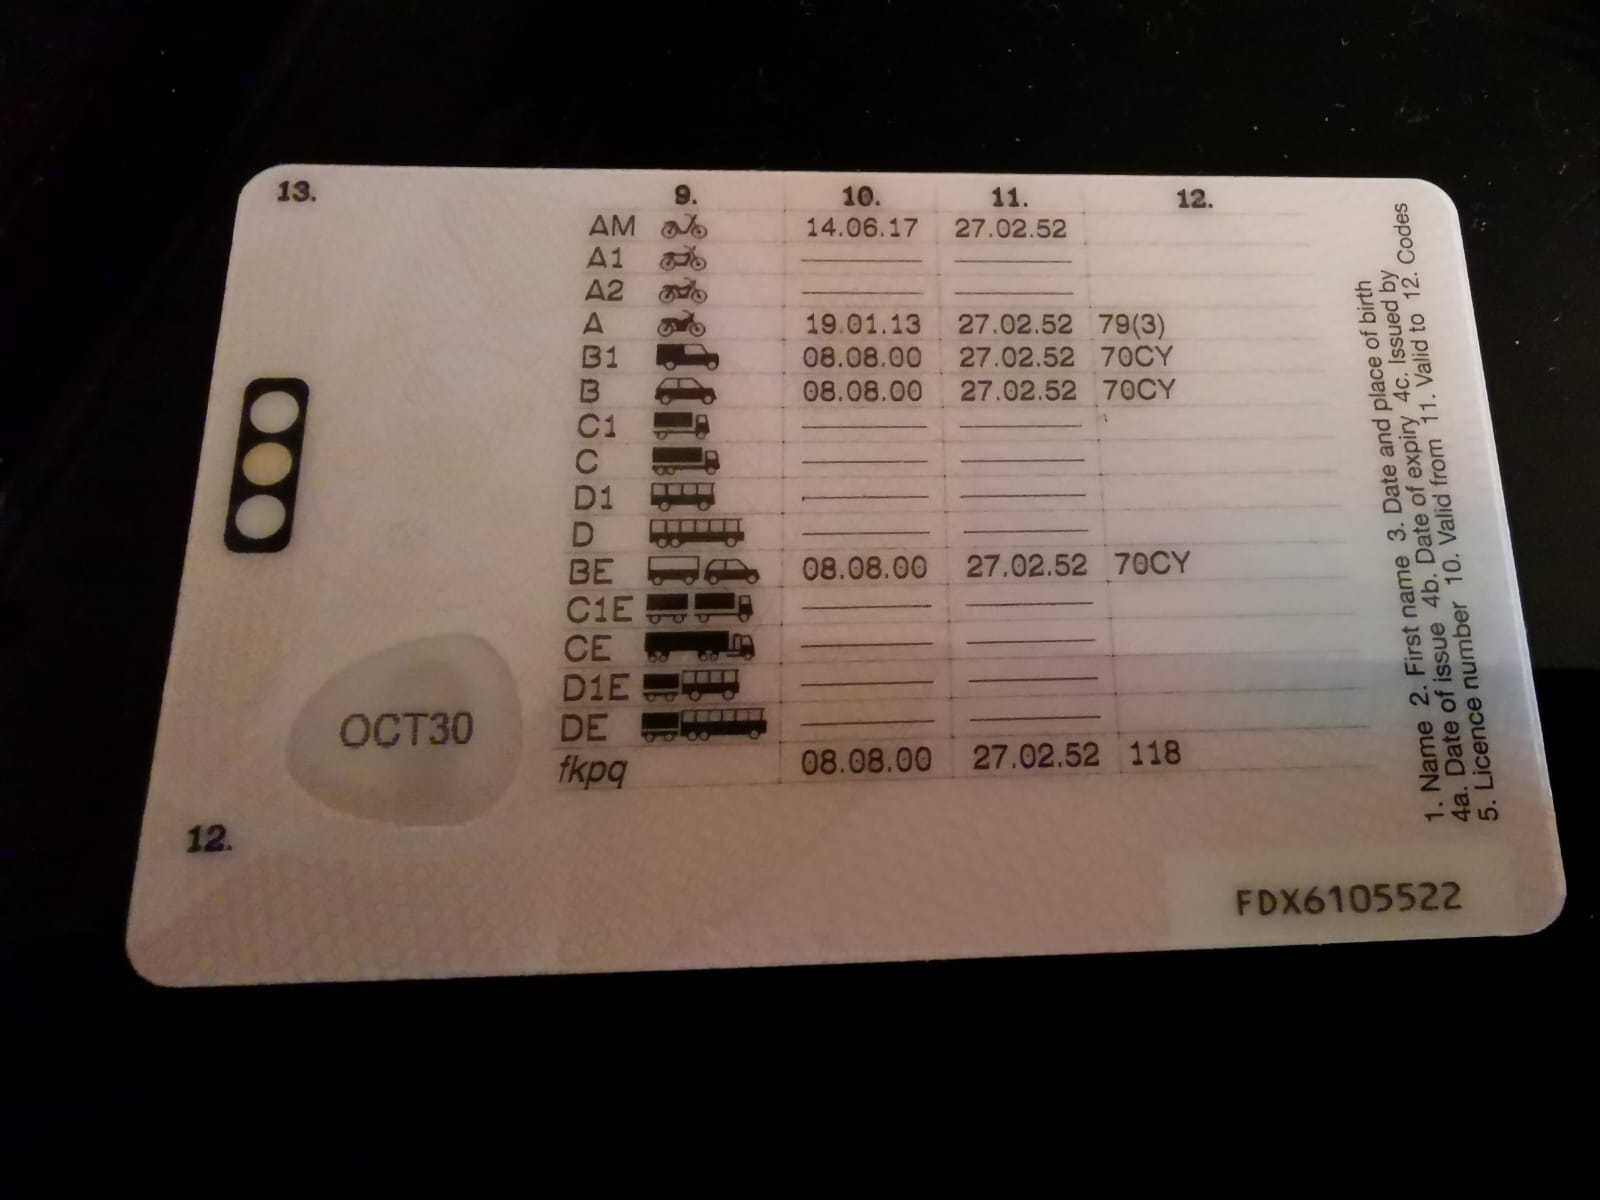 13.
9. 10. 11. 12.
AM 14.06.17 27.02.52
A1
A2
A 19.01.13 27.02.52 79(3)
B1 08.08.00 27.02.52 70CY
B 08.08.00 27.02.52 70CY
C1
C
D1
D
BE 08.08.00 27.02.52 70CY
C1E
CE
D1E
DE
fkpq 08.08.00 27.02.52 118
OCT30
12.
1. Name 2. First name 3. Date and place of birth
4a. Date of issue 4b. Date of expiry 4c. Issued by
5. Licence number 10. Valid from 11. Valid to 12. Codes
FDX6105522